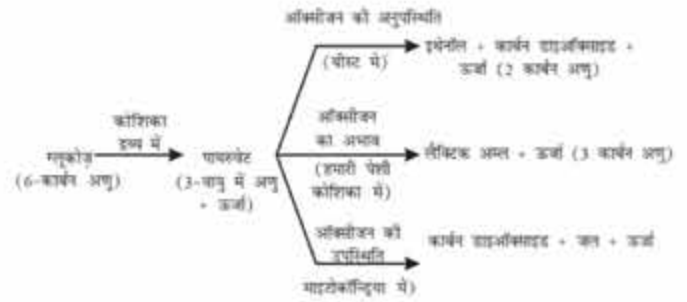 ऑक्सीजन की अनुपस्थिति
(यीस्ट में)
इथेनॉल + कार्बन डाइऑक्साइड +
ऊर्जा (2 कार्बन अणु)
कोशिका
द्रव्य में
ग्लूकोज़
(6-कार्बन अणु)
पायरुवेट
(3-वायु में अणु
+ ऊर्जा)
ऑक्सीजन
का अभाव
(हमारी पेशी
कोशिका में)
लैक्टिक अम्ल + ऊर्जा (3 कार्बन अणु)
ऑक्सीजन की
उपस्थिति
माइटोकॉन्ड्रिया में)
कार्बन डाइऑक्साइड + जल + ऊर्जा